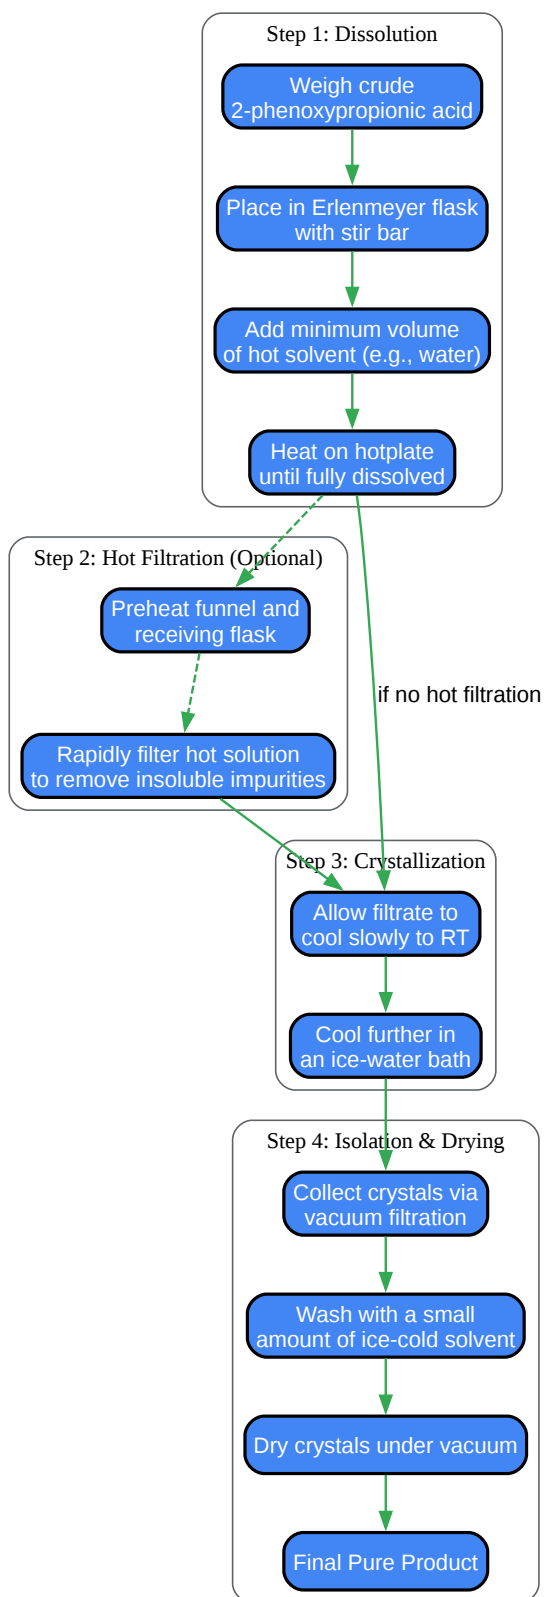 Step 1: Dissolution
Weigh crude
2-phenoxypropionic acid
Place in Erlenmeyer flask
with stir bar
Add minimum volume
of hot solvent (e.g., water)
Heat on hotplate
until fully dissolved
Step 2: Hot Filtration (Optional)
Preheat funnel and
receiving flask
if no hot filtration
Rapidly filter hot solution
to remove insoluble impurities
Step 3: Crystallization
Allow filtrate to
cool slowly to RT
Cool further in
an ice-water bath
Step 4: Isolation & Drying
Collect crystals via
vacuum filtration
Wash with a small
amount of ice-cold solvent
Dry crystals under vacuum
Final Pure Product